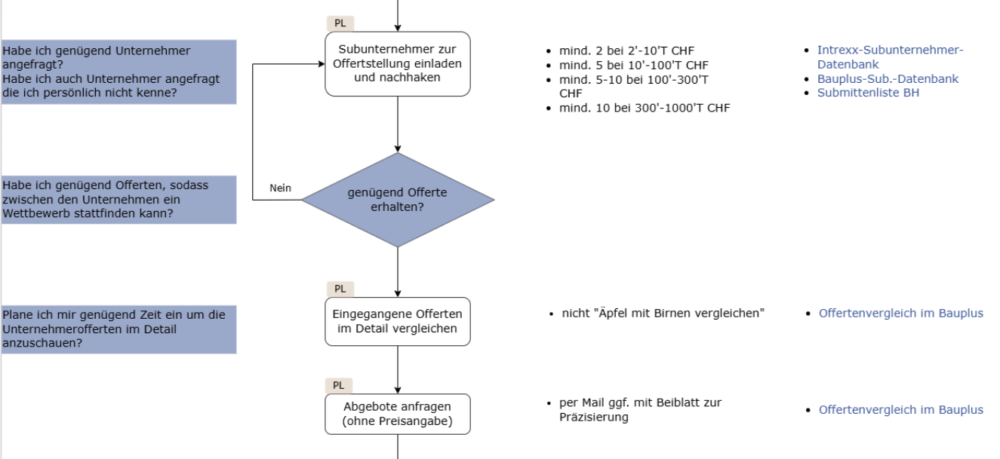 PL
Habe ich genügend Unternehmer
angefragt?
Habe ich auch Unternehmer angefragt
die ich persönlich nicht kenne?
Subunternehmer zur
Offertstellung einladen
und nachhaken
• mind. 2 bei 2'-10'T CHF
• mind. 5 bei 10'-100'T CHF
• mind. 5-10 bei 100'-300'T
CHF
• mind. 10 bei 300'-1000'T CHF
• Intrexx-Subunternehmer-
Datenbank
• Bauplus-Sub.-Datenbank
• Submittenliste BH
Habe ich genügend Offerten, sodass
zwischen den Unternehmen ein
Wettbewerb stattfinden kann?
Nein
genügend Offerte
erhalten?
PL
Plane ich mir genügend Zeit ein um die
Unternehmerofferten im Detail
anzuschauen?
Eingegangene Offerten
im Detail vergleichen
• nicht "Äpfel mit Birnen vergleichen"
• Offertenvergleich im Bauplus
PL
Abgebote anfragen
(ohne Preisangabe)
• per Mail ggf. mit Beiblatt zur
Präzisierung
• Offertenvergleich im Bauplus